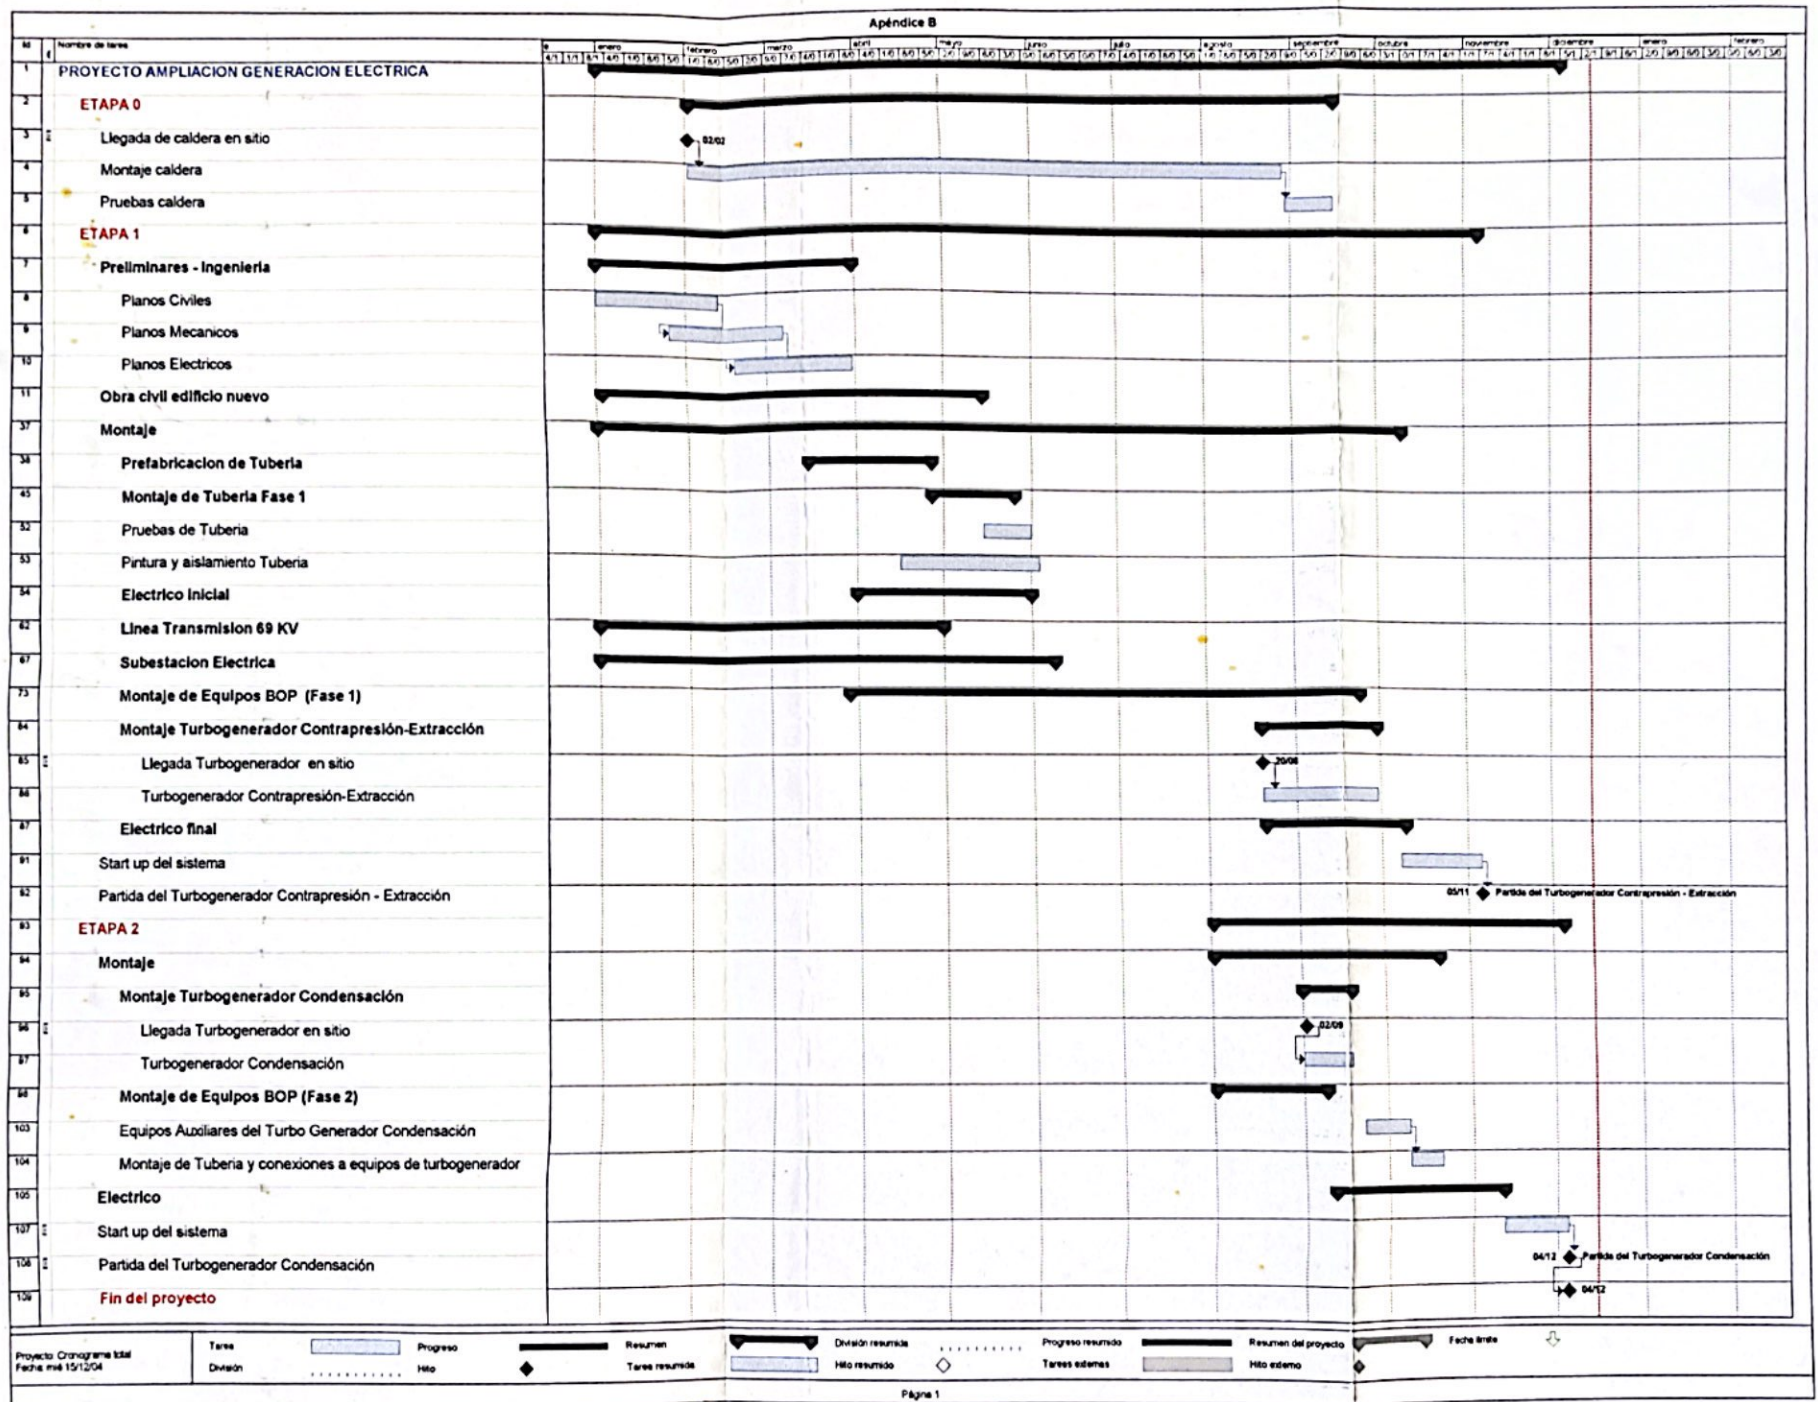 Apéndice B
Id Nombre de tarea enero febrero marzo abril mayo junio julio agosto septiembre octubre noviembre diciembre enero febrero
1 PROYECTO AMPLIACION GENERACION ELECTRICA
2 ETAPA 0
3 Llegada de caldera en sitio 02/02
4 Montaje caldera
5 Pruebas caldera
6 ETAPA 1
7 Preliminares - Ingenieria
8 Planos Civiles
9 Planos Mecanicos
10 Planos Electricos
11 Obra civil edificio nuevo
37 Montaje
38 Prefabricacion de Tuberia
45 Montaje de Tuberia Fase 1
52 Pruebas de Tuberia
53 Pintura y aislamiento Tuberia
54 Electrico Inicial
62 Linea Transmision 69 KV
67 Subestacion Electrica
73 Montaje de Equipos BOP (Fase 1)
84 Montaje Turbogenerador Contrapresión-Extracción
85 Llegada Turbogenerador en sitio 20/08
86 Turbogenerador Contrapresión-Extracción
87 Electrico final
91 Start up del sistema
92 Partida del Turbogenerador Contrapresión - Extracción 05/11 Partida del Turbogenerador Contrapresión - Extracción
93 ETAPA 2
94 Montaje
95 Montaje Turbogenerador Condensación
96 Llegada Turbogenerador en sitio 02/09
97 Turbogenerador Condensación
98 Montaje de Equipos BOP (Fase 2)
103 Equipos Auxiliares del Turbo Generador Condensación
104 Montaje de Tuberia y conexiones a equipos de turbogenerador
105 Electrico
107 Start up del sistema
108 Partida del Turbogenerador Condensación 04/12 Partida del Turbogenerador Condensación
109 Fin del proyecto 04/12
Proyecto: Cronograma total
Fecha: mié 15/12/04
Tarea Progreso Resumen División resumida Progreso resumido Resumen del proyecto Fecha límite
División Hito Tarea resumida Hito resumido Tareas externas Hito externo
Página 1